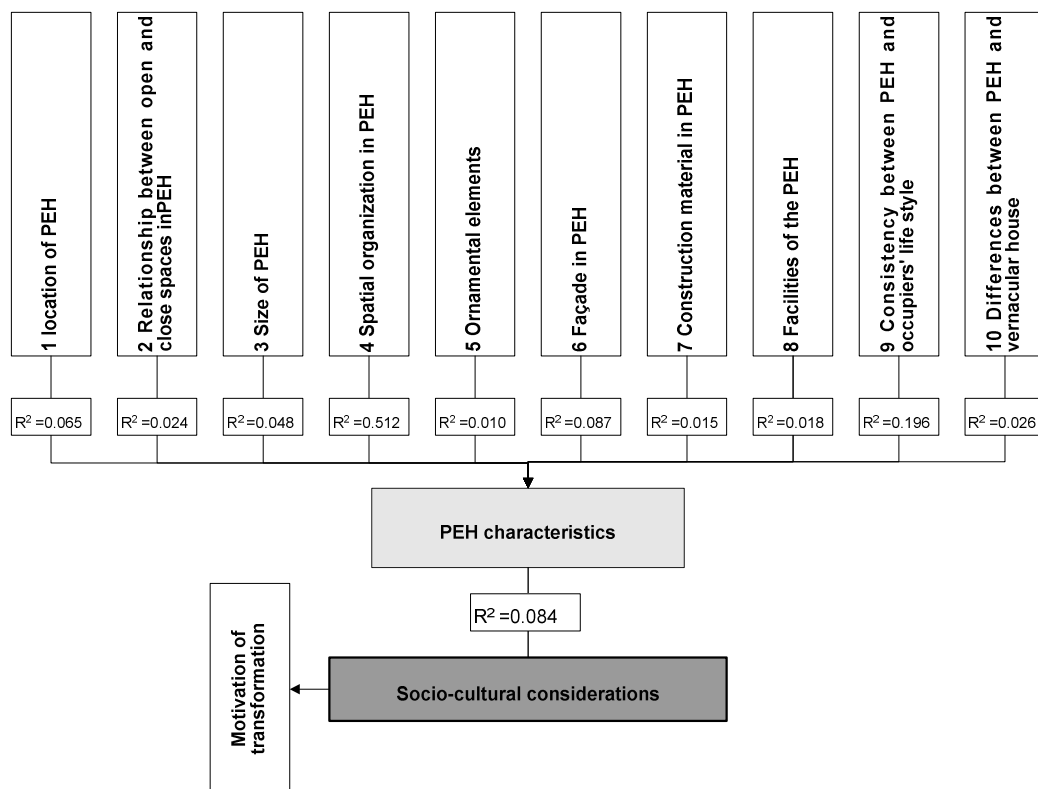 1 location of PEH
2 Relationship between open and
close spaces inPEH
3 Size of PEH
4 Spatial organization in PEH
5 Ornamental elements
6 Façade in PEH
7 Construction material in PEH
8 Facilities of the PEH
9 Consistency between PEH and
occupiers' life style
10 Differences between PEH and
vernacular house
R² =0.065
R² =0.024
R² =0.048
R² =0.512
R² =0.010
R² =0.087
R² =0.015
R² =0.018
R² =0.196
R² =0.026
PEH characteristics
R² =0.084
Motivation of
transformation
Socio-cultural considerations